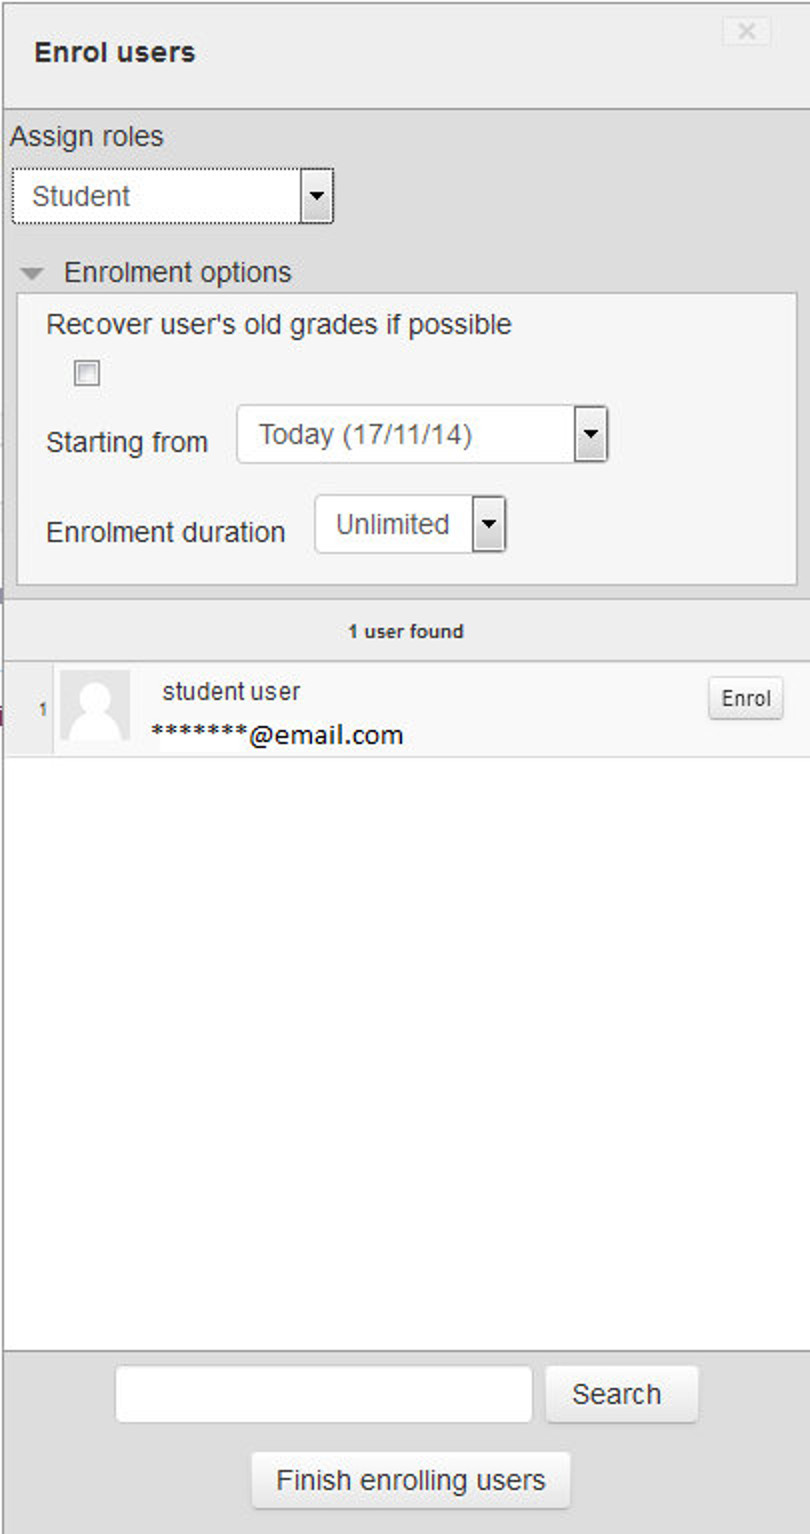 Enrol users
Assign roles
Student
Enrolment options
Recover user's old grades if possible
Starting from
Today (17/11/14)
Enrolment duration
Unlimited
1 user found
1
student user
Enrol
*******@email.com
Search
Finish enrolling users